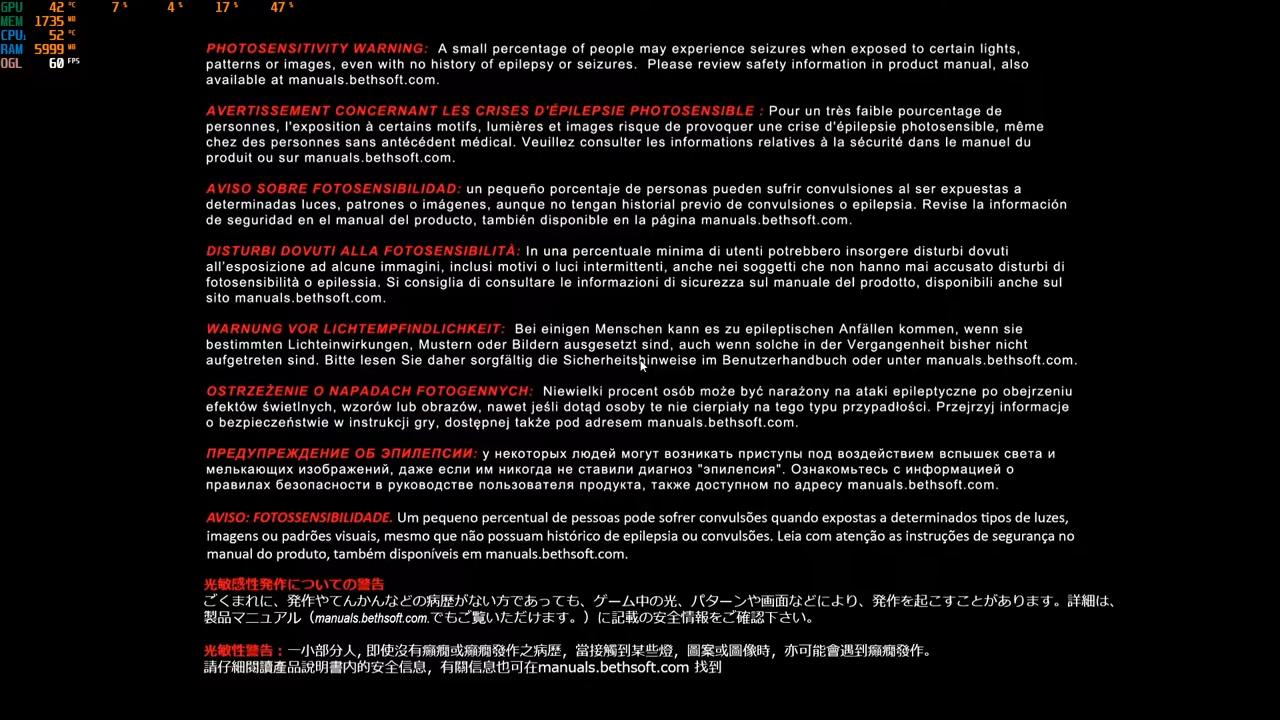 GPU 42 °C 7 % 4 % 17 % 47 %
MEM 1735 MB
CPU 52 °C
RAM 5999 MB
OGL 60 FPS
PHOTOSENSITIVITY WARNING: A small percentage of people may experience seizures when exposed to certain lights,
patterns or images, even with no history of epilepsy or seizures. Please review safety information in product manual, also
available at manuals.bethsoft.com.
AVERTISSEMENT CONCERNANT LES CRISES D'ÉPILEPSIE PHOTOSENSIBLE : Pour un très faible pourcentage de
personnes, l'exposition à certains motifs, lumières et images risque de provoquer une crise d'épilepsie photosensible, même
chez des personnes sans antécédent médical. Veuillez consulter les informations relatives à la sécurité dans le manuel du
produit ou sur manuals.bethsoft.com.
AVISO SOBRE FOTOSENSIBILIDAD: un pequeño porcentaje de personas pueden sufrir convulsiones al ser expuestas a
determinadas luces, patrones o imágenes, aunque no tengan historial previo de convulsiones o epilepsia. Revise la información
de seguridad en el manual del producto, también disponible en la página manuals.bethsoft.com.
DISTURBI DOVUTI ALLA FOTOSENSIBILITÀ: In una percentuale minima di utenti potrebbero insorgere disturbi dovuti
all'esposizione ad alcune immagini, inclusi motivi o luci intermittenti, anche nei soggetti che non hanno mai accusato disturbi di
fotosensibilità o epilessia. Si consiglia di consultare le informazioni di sicurezza sul manuale del prodotto, disponibili anche sul
sito manuals.bethsoft.com.
WARNUNG VOR LICHTEMPFINDLICHKEIT: Bei einigen Menschen kann es zu epileptischen Anfällen kommen, wenn sie
bestimmten Lichteinwirkungen, Mustern oder Bildern ausgesetzt sind, auch wenn solche in der Vergangenheit bisher nicht
aufgetreten sind. Bitte lesen Sie daher sorgfältig die Sicherheitshinweise im Benutzerhandbuch oder unter manuals.bethsoft.com.
OSTRZEŻENIE O NAPADACH FOTOGENNYCH: Niewielki procent osób może być narażony na ataki epileptyczne po obejrzeniu
efektów świetlnych, wzorów lub obrazów, nawet jeśli dotąd osoby te nie cierpiały na tego typu przypadłości. Przejrzyj informacje
o bezpieczeństwie w instrukcji gry, dostępnej także pod adresem manuals.bethsoft.com.
ПРЕДУПРЕЖДЕНИЕ ОБ ЭПИЛЕПСИИ: у некоторых людей могут возникать приступы под воздействием вспышек света и
мелькающих изображений, даже если им никогда не ставили диагноз "эпилепсия". Ознакомьтесь с информацией о
правилах безопасности в руководстве пользователя продукта, также доступном по адресу manuals.bethsoft.com.
AVISO: FOTOSSENSIBILIDADE. Um pequeno percentual de pessoas pode sofrer convulsões quando expostas a determinados tipos de luzes,
imagens ou padrões visuais, mesmo que não possuam histórico de epilepsia ou convulsões. Leia com atenção as instruções de segurança no
manual do produto, também disponíveis em manuals.bethsoft.com.
光敏感性発作についての警告
ごくまれに、発作やてんかんなどの病歴がない方であっても、ゲーム中の光、パターンや画面などにより、発作を起こすことがあります。詳細は、
製品マニュアル（manuals.bethsoft.com.でもご覧いただけます。）に記載の安全情報をご確認下さい。
光敏性警告：一小部分人, 即使沒有癲癇或癲癇發作之病歷，當接觸到某些燈，圖案或圖像時，亦可能會遇到癲癇發作。
請仔細閱讀產品說明書内的安全信息，有關信息也可在manuals.bethsoft.com 找到